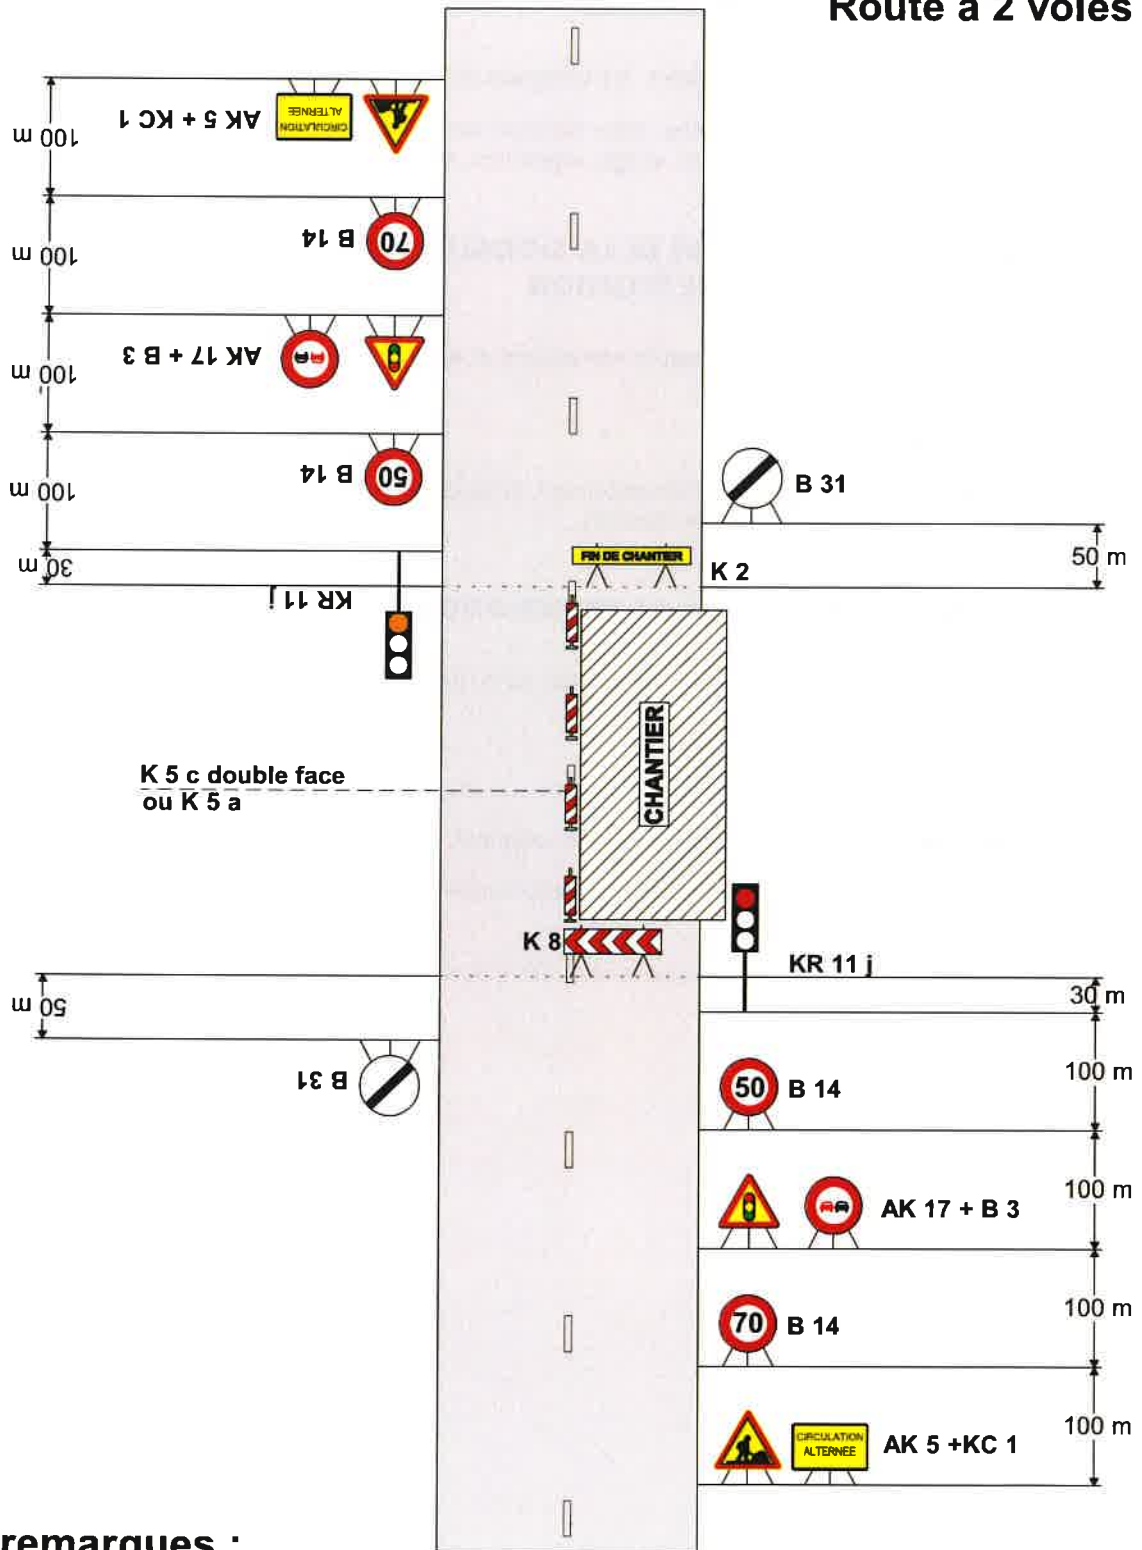 Route à 2 voies
100 m
AK 5 + KC 1
CIRCULATION
ALTERNÉE
100 m
B 14
70
100 m
AK 17 + B 3
100 m
B 14
50
30 m
KR 11 j
B 31
50 m
FIN DE CHANTIER
K 2
CHANTIER
K 5 c double face
ou K 5 a
K 8
KR 11 j
30 m
50 m
B 31
50
B 14
100 m
AK 17 + B 3
100 m
70
B 14
100 m
CIRCULATION
ALTERNÉE
AK 5 +KC 1
100 m
remarques :